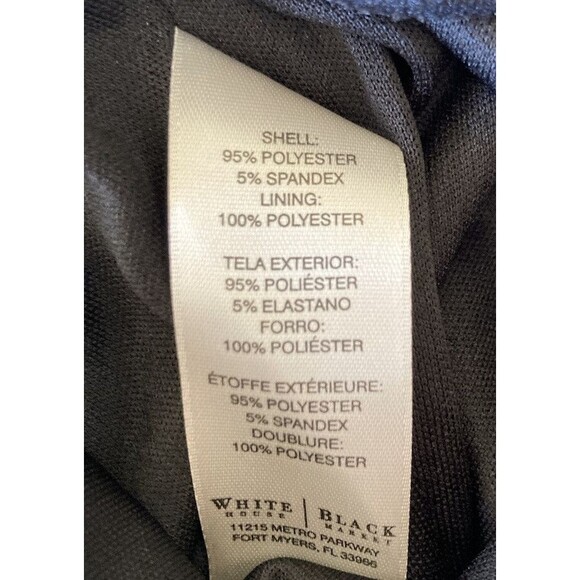 SHELL:
95% POLYESTER
5% SPANDEX
LINING:
100% POLYESTER
TELA EXTERIOR:
95% POLIÉSTER
5% ELASTANO
FORRO:
100% POLIÉSTER
ÉTOFFE EXTÉRIEURE:
95% POLYESTER
5% SPANDEX
DOUBLURE:
100% POLYESTER
WHITE | BLACK
HOUSE MARKET
11215 METRO PARKWAY
FORT MYERS, FL 33966